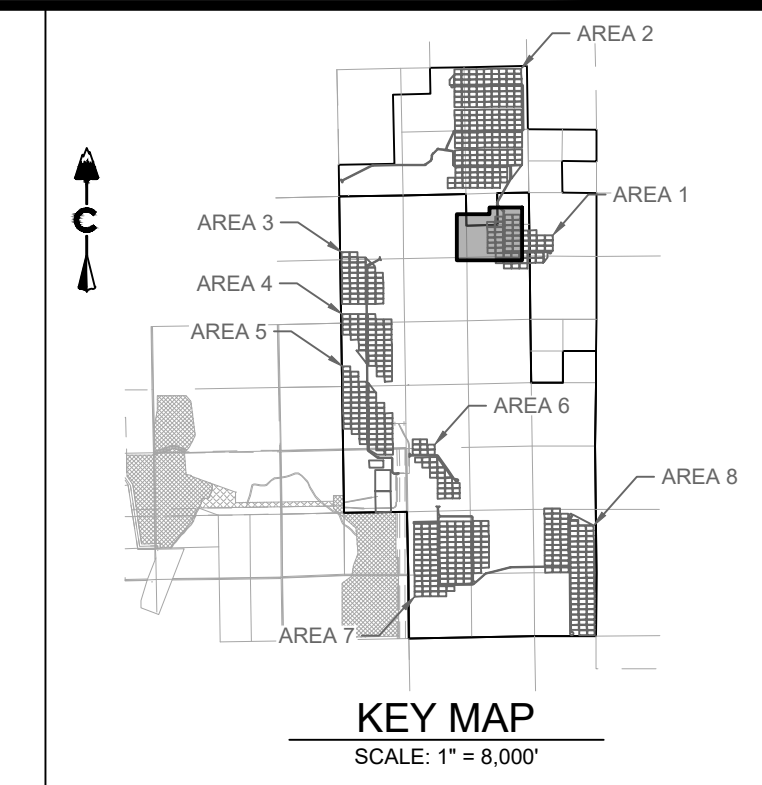 AREA 2
AREA 1
AREA 3
AREA 4
AREA 5
AREA 6
AREA 8
AREA 7
C
KEY MAP
SCALE: 1" = 8,000'